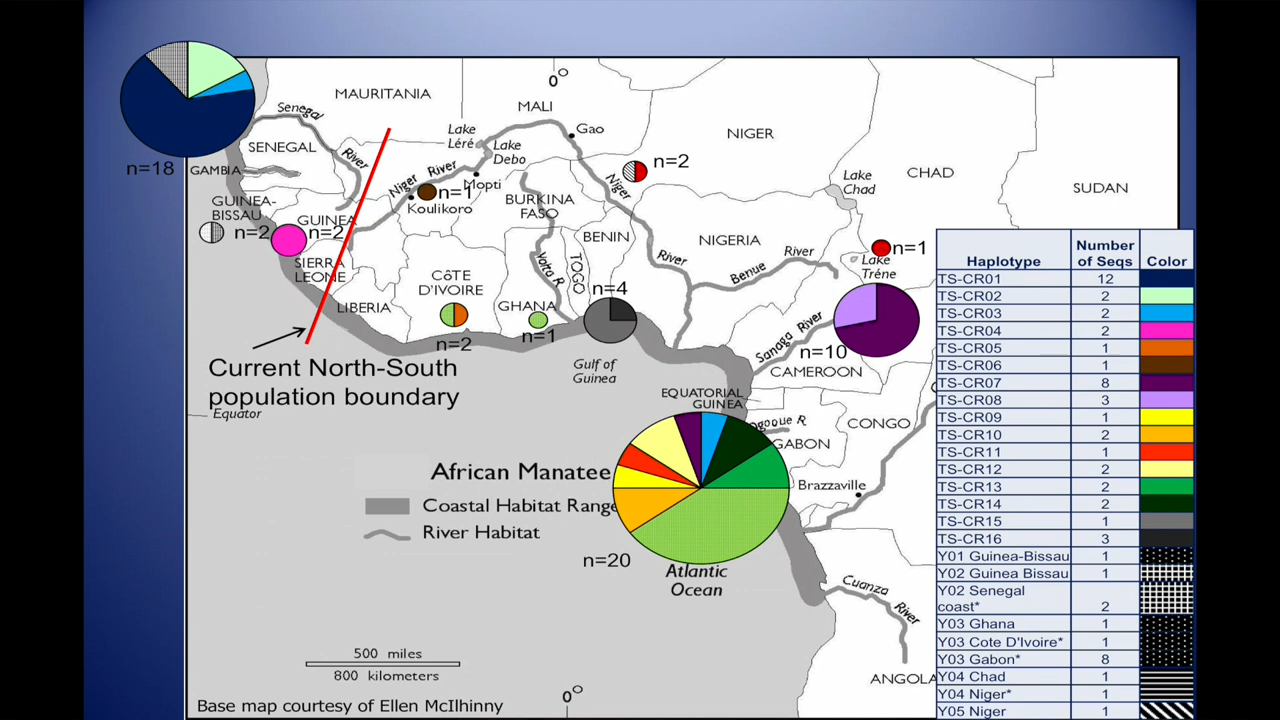 0°
MAURITANIA
MALI
Senegal
River
SENEGAL
n=18
GAMBIA
GUINEA-
BISSAU
n=2
GUINEA
n=2
SIERRA
LEONE
LIBERIA
Lake
Léré
Lake
Debo
Gao
Niger River
n=1
Mopti
Koulikoro
BURKINA
FASO
Niger
River
n=2
NIGER
CHAD
SUDAN
Lake
Chad
BENIN
NIGERIA
Benue River
n=1
Lake
Tréne
CôTE
D'IVOIRE
n=2
Volta R
TOGO
GHANA
n=1
n=4
Gulf of
Guinea
Sanaga River
n=10
CAMEROON
EQUATORIAL
GUINEA
Ogooue R
GABON
CONGO
Brazzaville
Current North-South
population boundary
Equator
African Manatee
Coastal Habitat Range
River Habitat
n=20
Atlantic
Ocean
Cuanza River
ANGOLA
500 miles
800 kilometers
0°
Base map courtesy of Ellen McIlhinny
Haplotype Number of Seqs Color
TS-CR01 12
TS-CR02 2
TS-CR03 2
TS-CR04 2
TS-CR05 1
TS-CR06 1
TS-CR07 8
TS-CR08 3
TS-CR09 1
TS-CR10 2
TS-CR11 1
TS-CR12 2
TS-CR13 2
TS-CR14 2
TS-CR15 1
TS-CR16 3
Y01 Guinea-Bissau 1
Y02 Guinea Bissau 1
Y02 Senegal
coast* 2
Y03 Ghana 1
Y03 Cote D'Ivoire* 1
Y03 Gabon* 8
Y04 Chad 1
Y04 Niger* 1
Y05 Niger 1